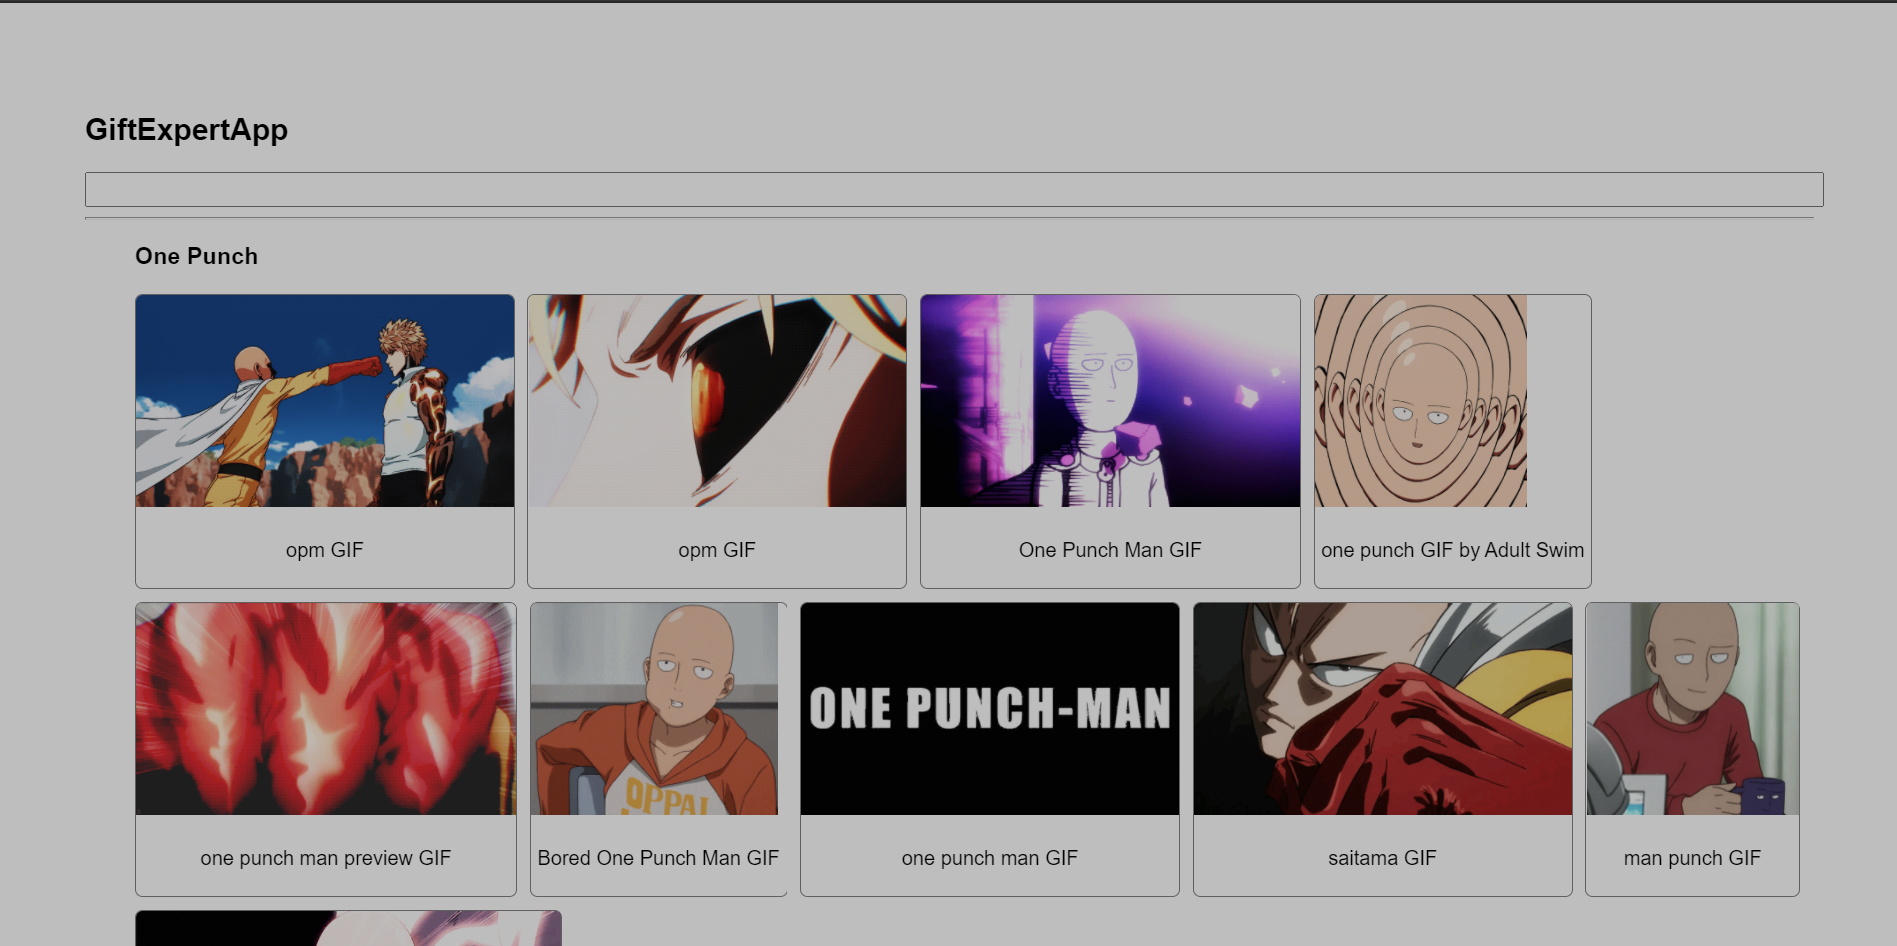 GiftExpertApp
One Punch
opm GIF
opm GIF
One Punch Man GIF
one punch GIF by Adult Swim
OPPAI
ONE PUNCH-MAN
one punch man preview GIF
Bored One Punch Man GIF
one punch man GIF
saitama GIF
man punch GIF